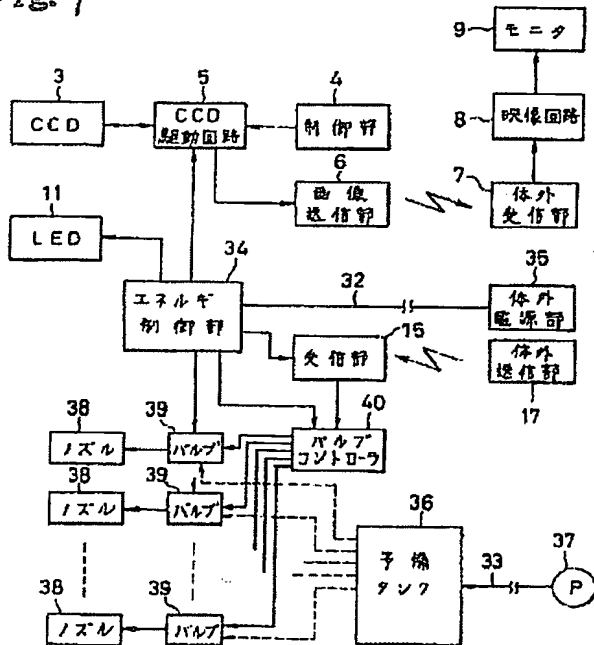 Fig. 7
9
モニタ
3
CCD
5
CCD
駆動回路
4
制御部
8
映像回路
6
画像
送信部
7
体外
受信部
11
LED
34
エネルギ
制御部
32
35
体外
電源部
15
受信部
体外
送信部
17
38
ノズル
39
バルブ
40
バルブ
コントローラ
38
ノズル
39
バルブ
36
予備
タンク
33
37
P
38
ノズル
39
バルブ